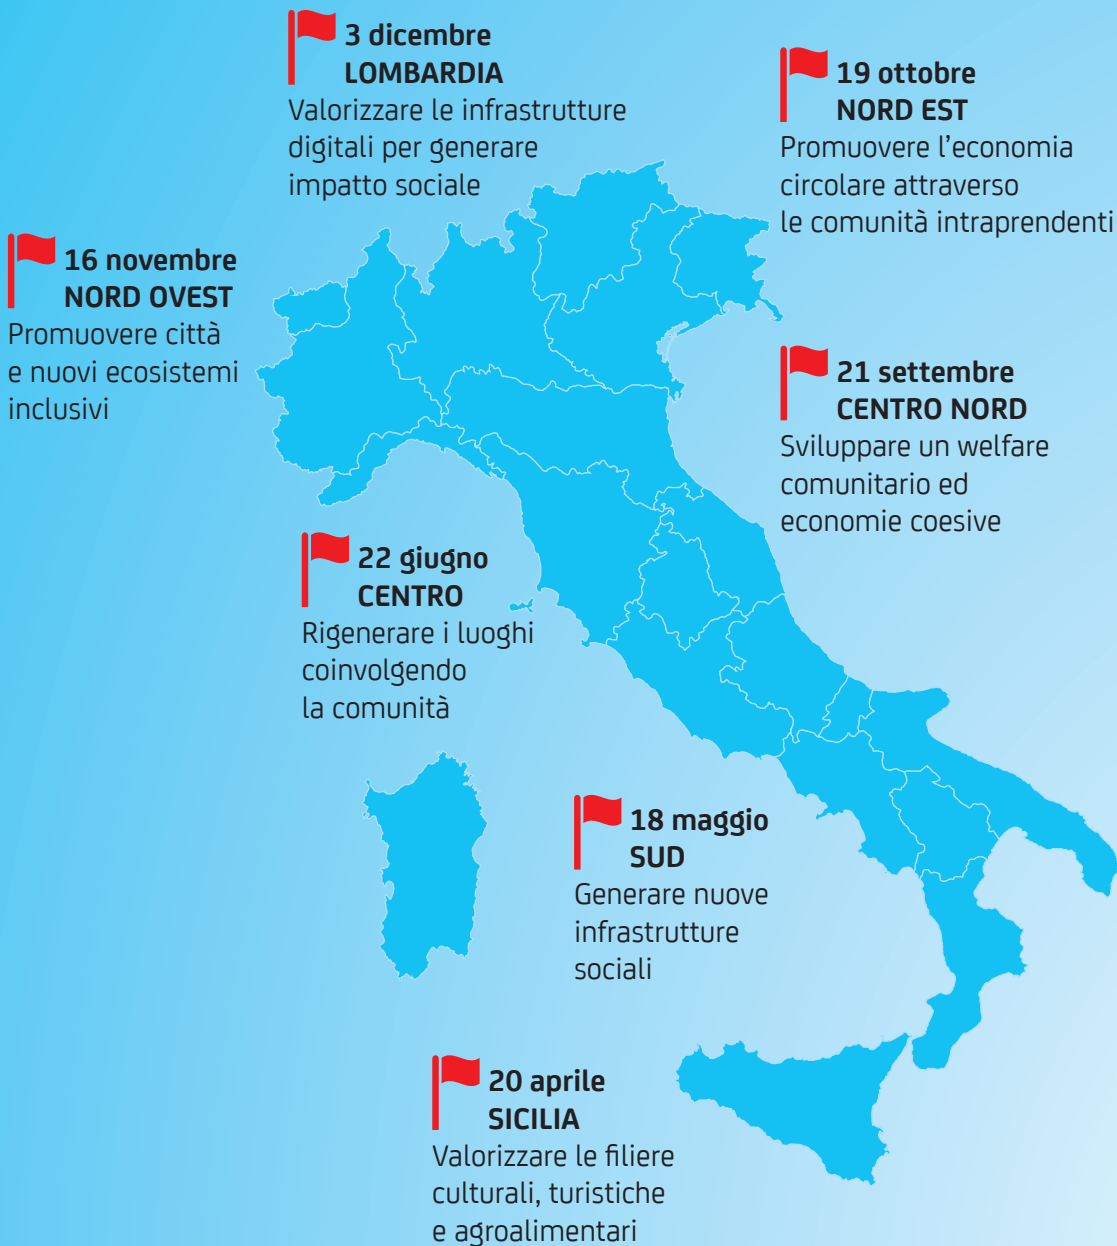 3 dicembre
LOMBARDIA
Valorizzare le infrastrutture
digitali per generare
impatto sociale
19 ottobre
NORD EST
Promuovere l'economia
circolare attraverso
le comunità intraprendenti
16 novembre
NORD OVEST
Promuovere città
e nuovi ecosistemi
inclusivi
21 settembre
CENTRO NORD
Sviluppare un welfare
comunitario ed
economie coesive
22 giugno
CENTRO
Rigenerare i luoghi
coinvolgendo
la comunità
18 maggio
SUD
Generare nuove
infrastrutture
sociali
20 aprile
SICILIA
Valorizzare le filiere
culturali, turistiche
e agroalimentari